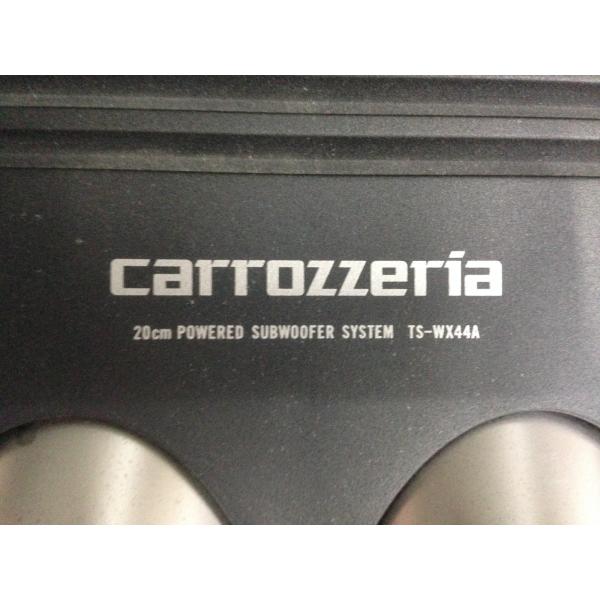 carrozzeria
20cm POWERED SUBWOOFER SYSTEM TS-WX44A